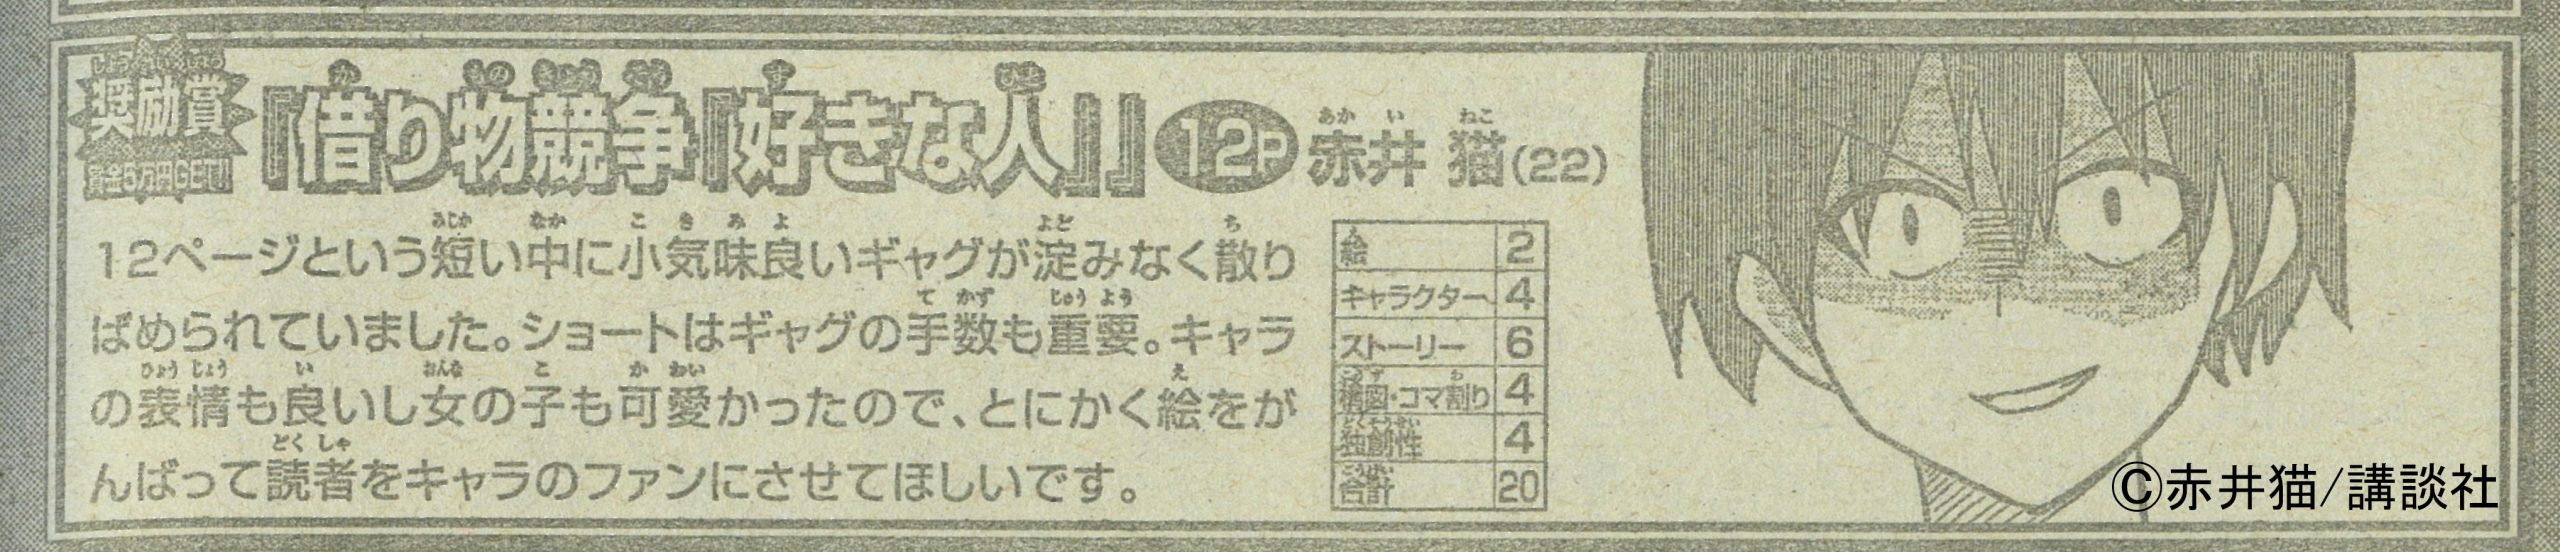 奨励賞
賞金5万円GET!!
『借り物競争『好きな人』』
12P
赤井 猫(22)
12ページという短い中に小気味良いギャグが淀みなく散り
ばめられていました。ショートはギャグの手数も重要。キャラ
の表情も良いし女の子も可愛かったので、とにかく絵をが
んばって読者をキャラのファンにさせてほしいです。
絵 2
キャラクター 4
ストーリー 6
構図・コマ割り 4
独創性 4
合計 20
©赤井猫/講談社